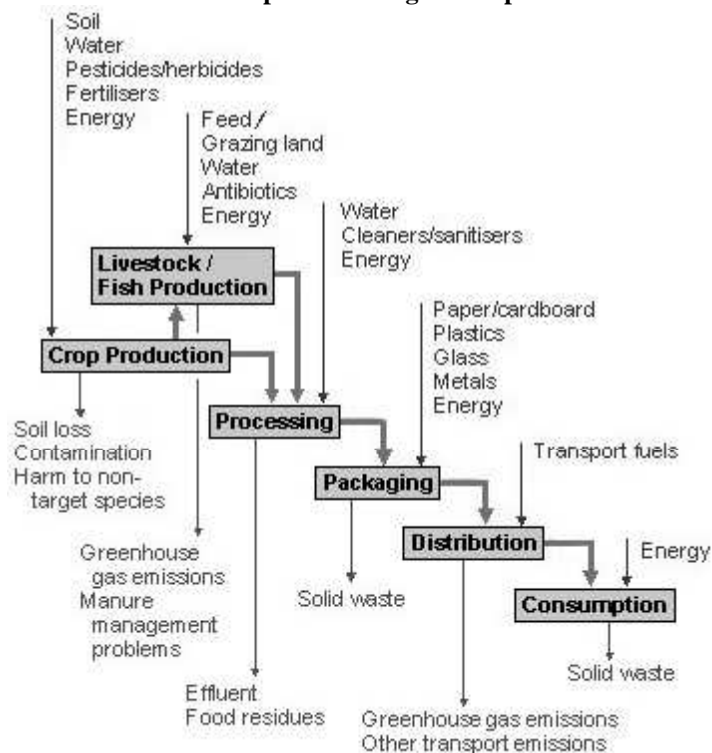 Soil
Water
Pesticides/herbicides
Fertilisers
Energy
Feed /
Grazing land
Water
Antibiotics
Energy
Water
Cleaners/sanitisers
Energy
Livestock /
Fish Production
Paper/cardboard
Plastics
Glass
Metals
Energy
Crop Production
Processing
Soil loss
Contamination
Harm to non-
target species
Transport fuels
Packaging
Distribution
Energy
Greenhouse
gas emissions
Manure
management
problems
Solid waste
Consumption
Solid waste
Effluent
Food residues
Greenhouse gas emissions
Other transport emissions